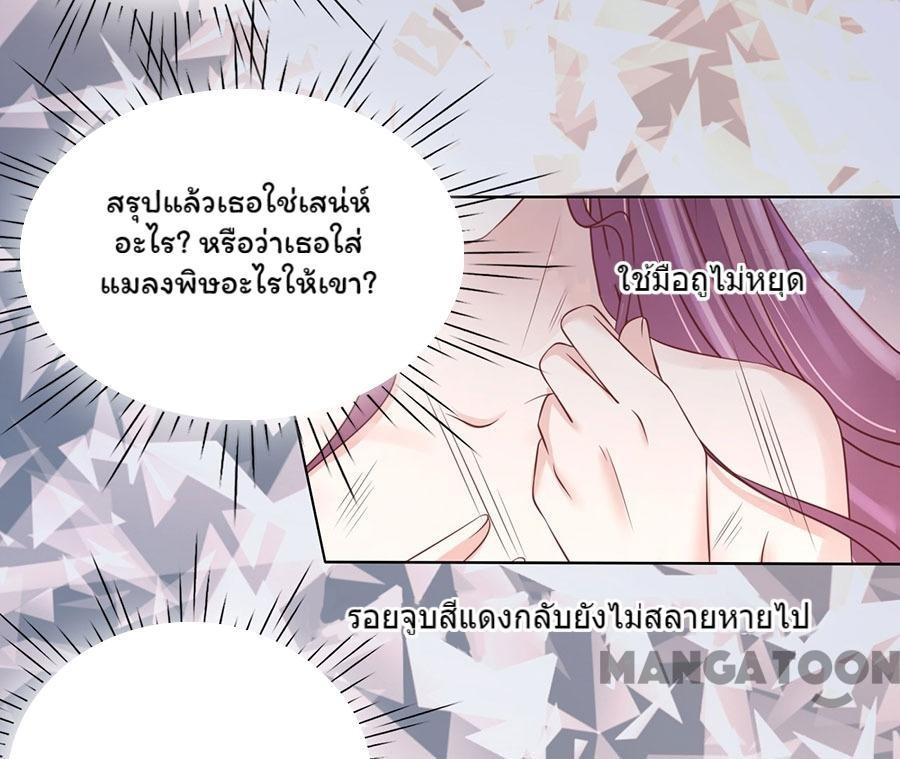 สรุปแล้วเธอใช่เสน่ห์
อะไร? หรือว่าเธอใส่
แมลงพิษอะไรให้เขา?
ใช้มือถูไม่หยุด
รอยจูบสีแดงกลับยังไม่สลายหายไป
MANGATOON